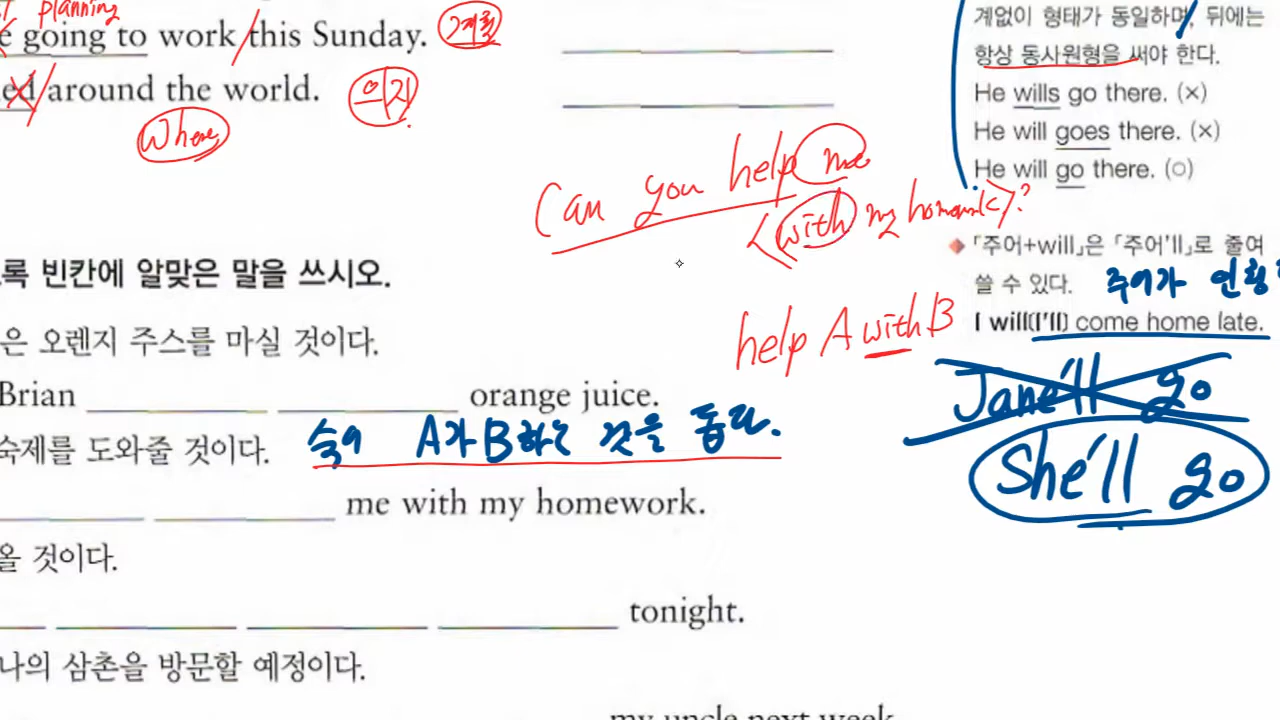 planning
e going to work this Sunday. 계획
ed around the world. 의지
Where
Can you help me
<with my homework>?
help A with B
록 빈칸에 알맞은 말을 쓰시오.
은 오렌지 주스를 마실 것이다.
Brian orange juice.
숙제를 도와줄 것이다.
숙어 A가 B하는 것을 돕다.
me with my homework.
올 것이다.
tonight.
나의 삼촌을 방문할 예정이다.
my uncle next week.
계없이 형태가 동일하며, 뒤에는
항상 동사원형을 써야 한다.
He wills go there. (×)
He will goes there. (×)
He will go there. (○)
「주어+will」은 「주어'll」로 줄여
쓸 수 있다. 주어가
I will(I'll) come home late.
Jane'll go
She'll go